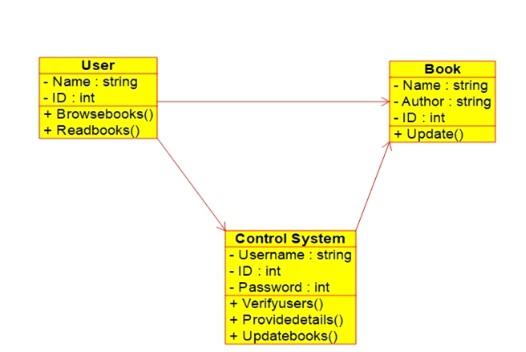 User
- Name : string
- ID : int
+ Browsebooks()
+ Readbooks()
Book
- Name : string
- Author : string
- ID : int
+ Update()
Control System
- Username : string
- ID : int
- Password : int
+ Verifyusers()
+ Providedetails()
+ Updatebooks()